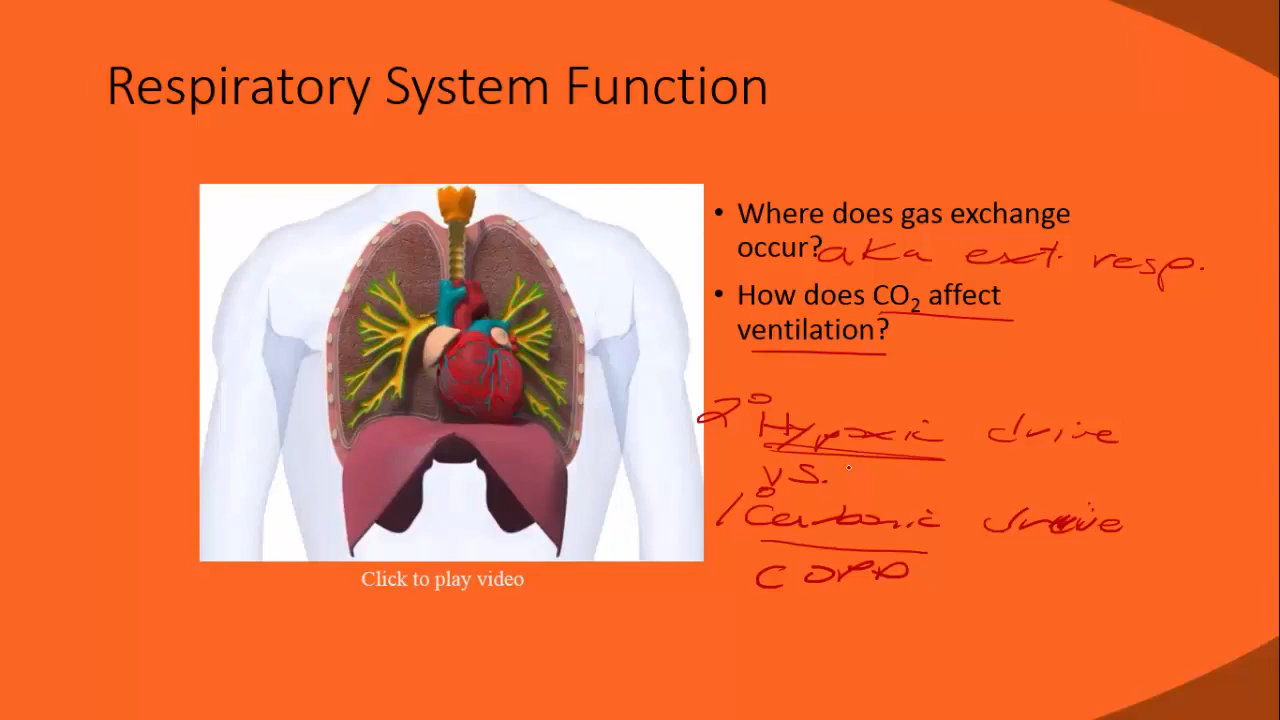 Respiratory System Function
• Where does gas exchange
occur? aka ext. resp.
• How does CO₂ affect
ventilation?
2° Hypoxic drive
vs.
1° Carbonic drive
COPD
Click to play video